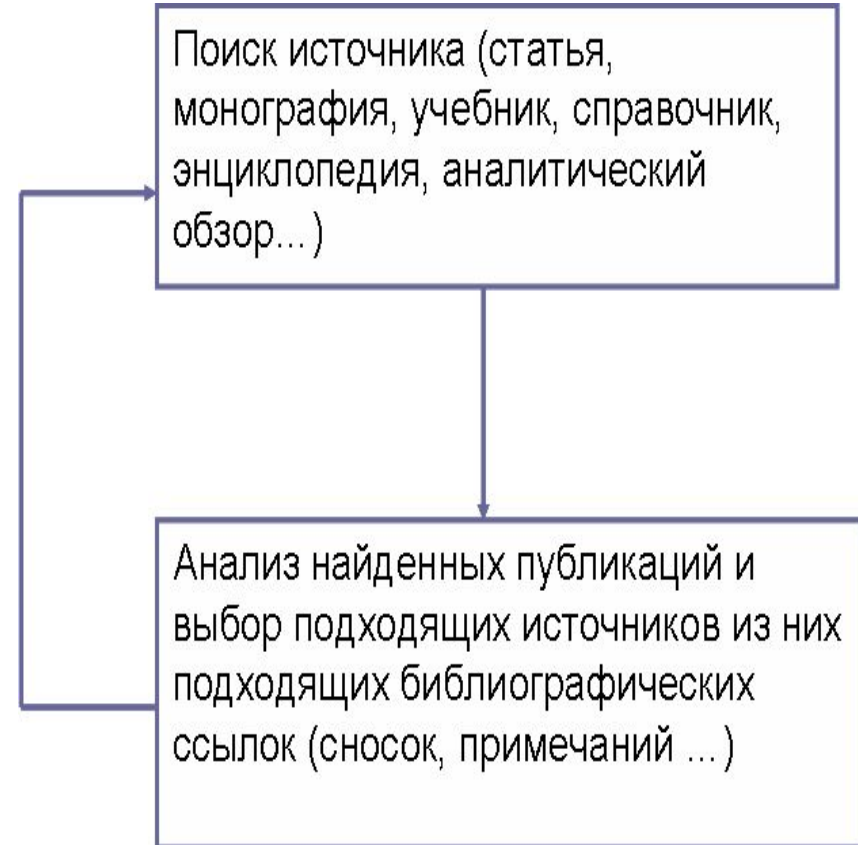 Поиск источника (статья,
монография, учебник, справочник,
энциклопедия, аналитический
обзор...)
Анализ найденных публикаций и
выбор подходящих источников из них
подходящих библиографических
ссылок (сносок, примечаний ...)